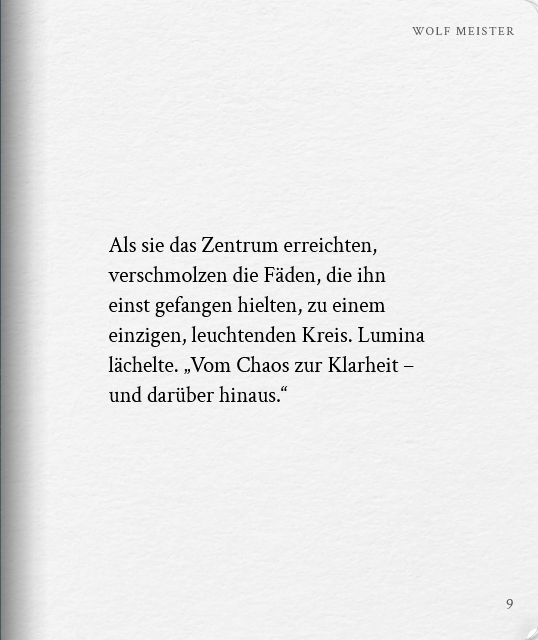 WOLF MEISTER
Als sie das Zentrum erreichten,
verschmolzen die Fäden, die ihn
einst gefangen hielten, zu einem
einzigen, leuchtenden Kreis. Lumina
lächelte. „Vom Chaos zur Klarheit –
und darüber hinaus.“
9